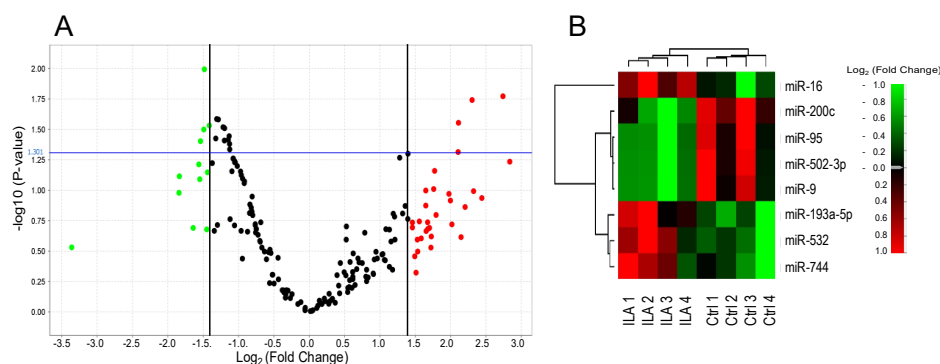 A
B
-log10 (P-value)
2.00
1.75
1.50
1.301
1.25
1.00
0.75
0.50
0.25
0.00
-3.5 -3.0 -2.5 -2.0 -1.5 -1.0 -0.5 0.0 0.5 1.0 1.5 2.0 2.5 3.0
Log2 (Fold Change)
miR-16
miR-200c
miR-95
miR-502-3p
miR-9
miR-193a-5p
miR-532
miR-744
ILA 1 ILA 2 ILA 3 ILA 4 Ctrl 1 Ctrl 2 Ctrl 3 Ctrl 4
Log2 (Fold Change)
- 1.0
- 0.8
- 0.6
- 0.4
- 0.2
0.0
0.2
0.4
0.6
0.8
1.0